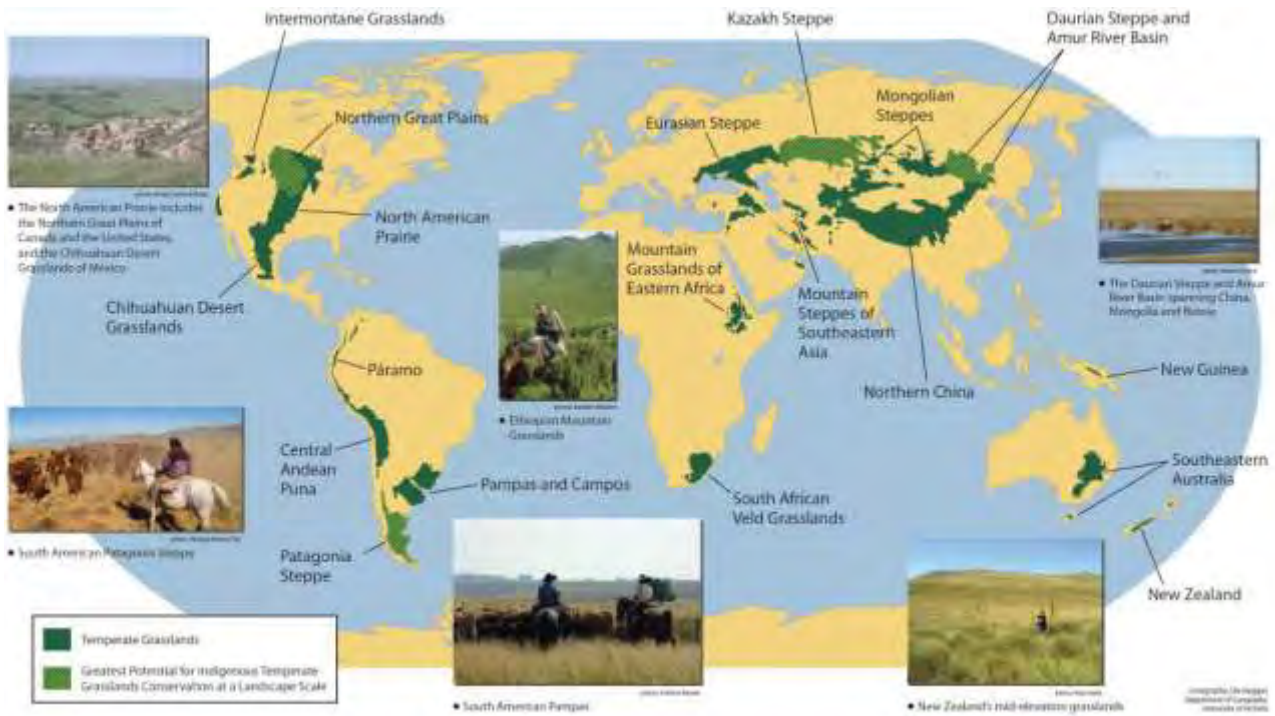 Intermontane Grasslands
Kazakh Steppe
Daurian Steppe and
Amur River Basin
Northern Great Plains
Eurasian Steppe
Mongolian
Steppes
• The North American Prairie includes
the Northern Great Plains of
Canada and the United States,
and the Chihuahuan Desert
Grasslands of Mexico
North American
Prairie
Mountain
Grasslands of
Eastern Africa
• The Daurian Steppe and Amur
River Basin spanning China,
Mongolia and Russia
Chihuahuan Desert
Grasslands
Mountain
Steppes of
Southeastern
Asia
Northern China
New Guinea
Páramo
• Ethiopian Mountain
Grasslands
Central
Andean
Puna
Pampas and Campos
South African
Veld Grasslands
Southeastern
Australia
• South American Patagonia Steppe
Patagonia
Steppe
New Zealand
Temperate Grasslands
Greatest Potential for Indigenous Temperate
Grasslands Conservation at a Landscape Scale
• South American Pampas
• New Zealand's mid-elevation grasslands
Department of Geography
University of Victoria